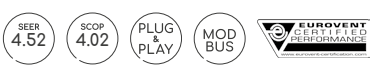 SEER
4.52
SCOP
4.02
PLUG
&
PLAY
MOD
BUS
EUROVENT
CERTIFIED
PERFORMANCE
www.eurovent-certification.com